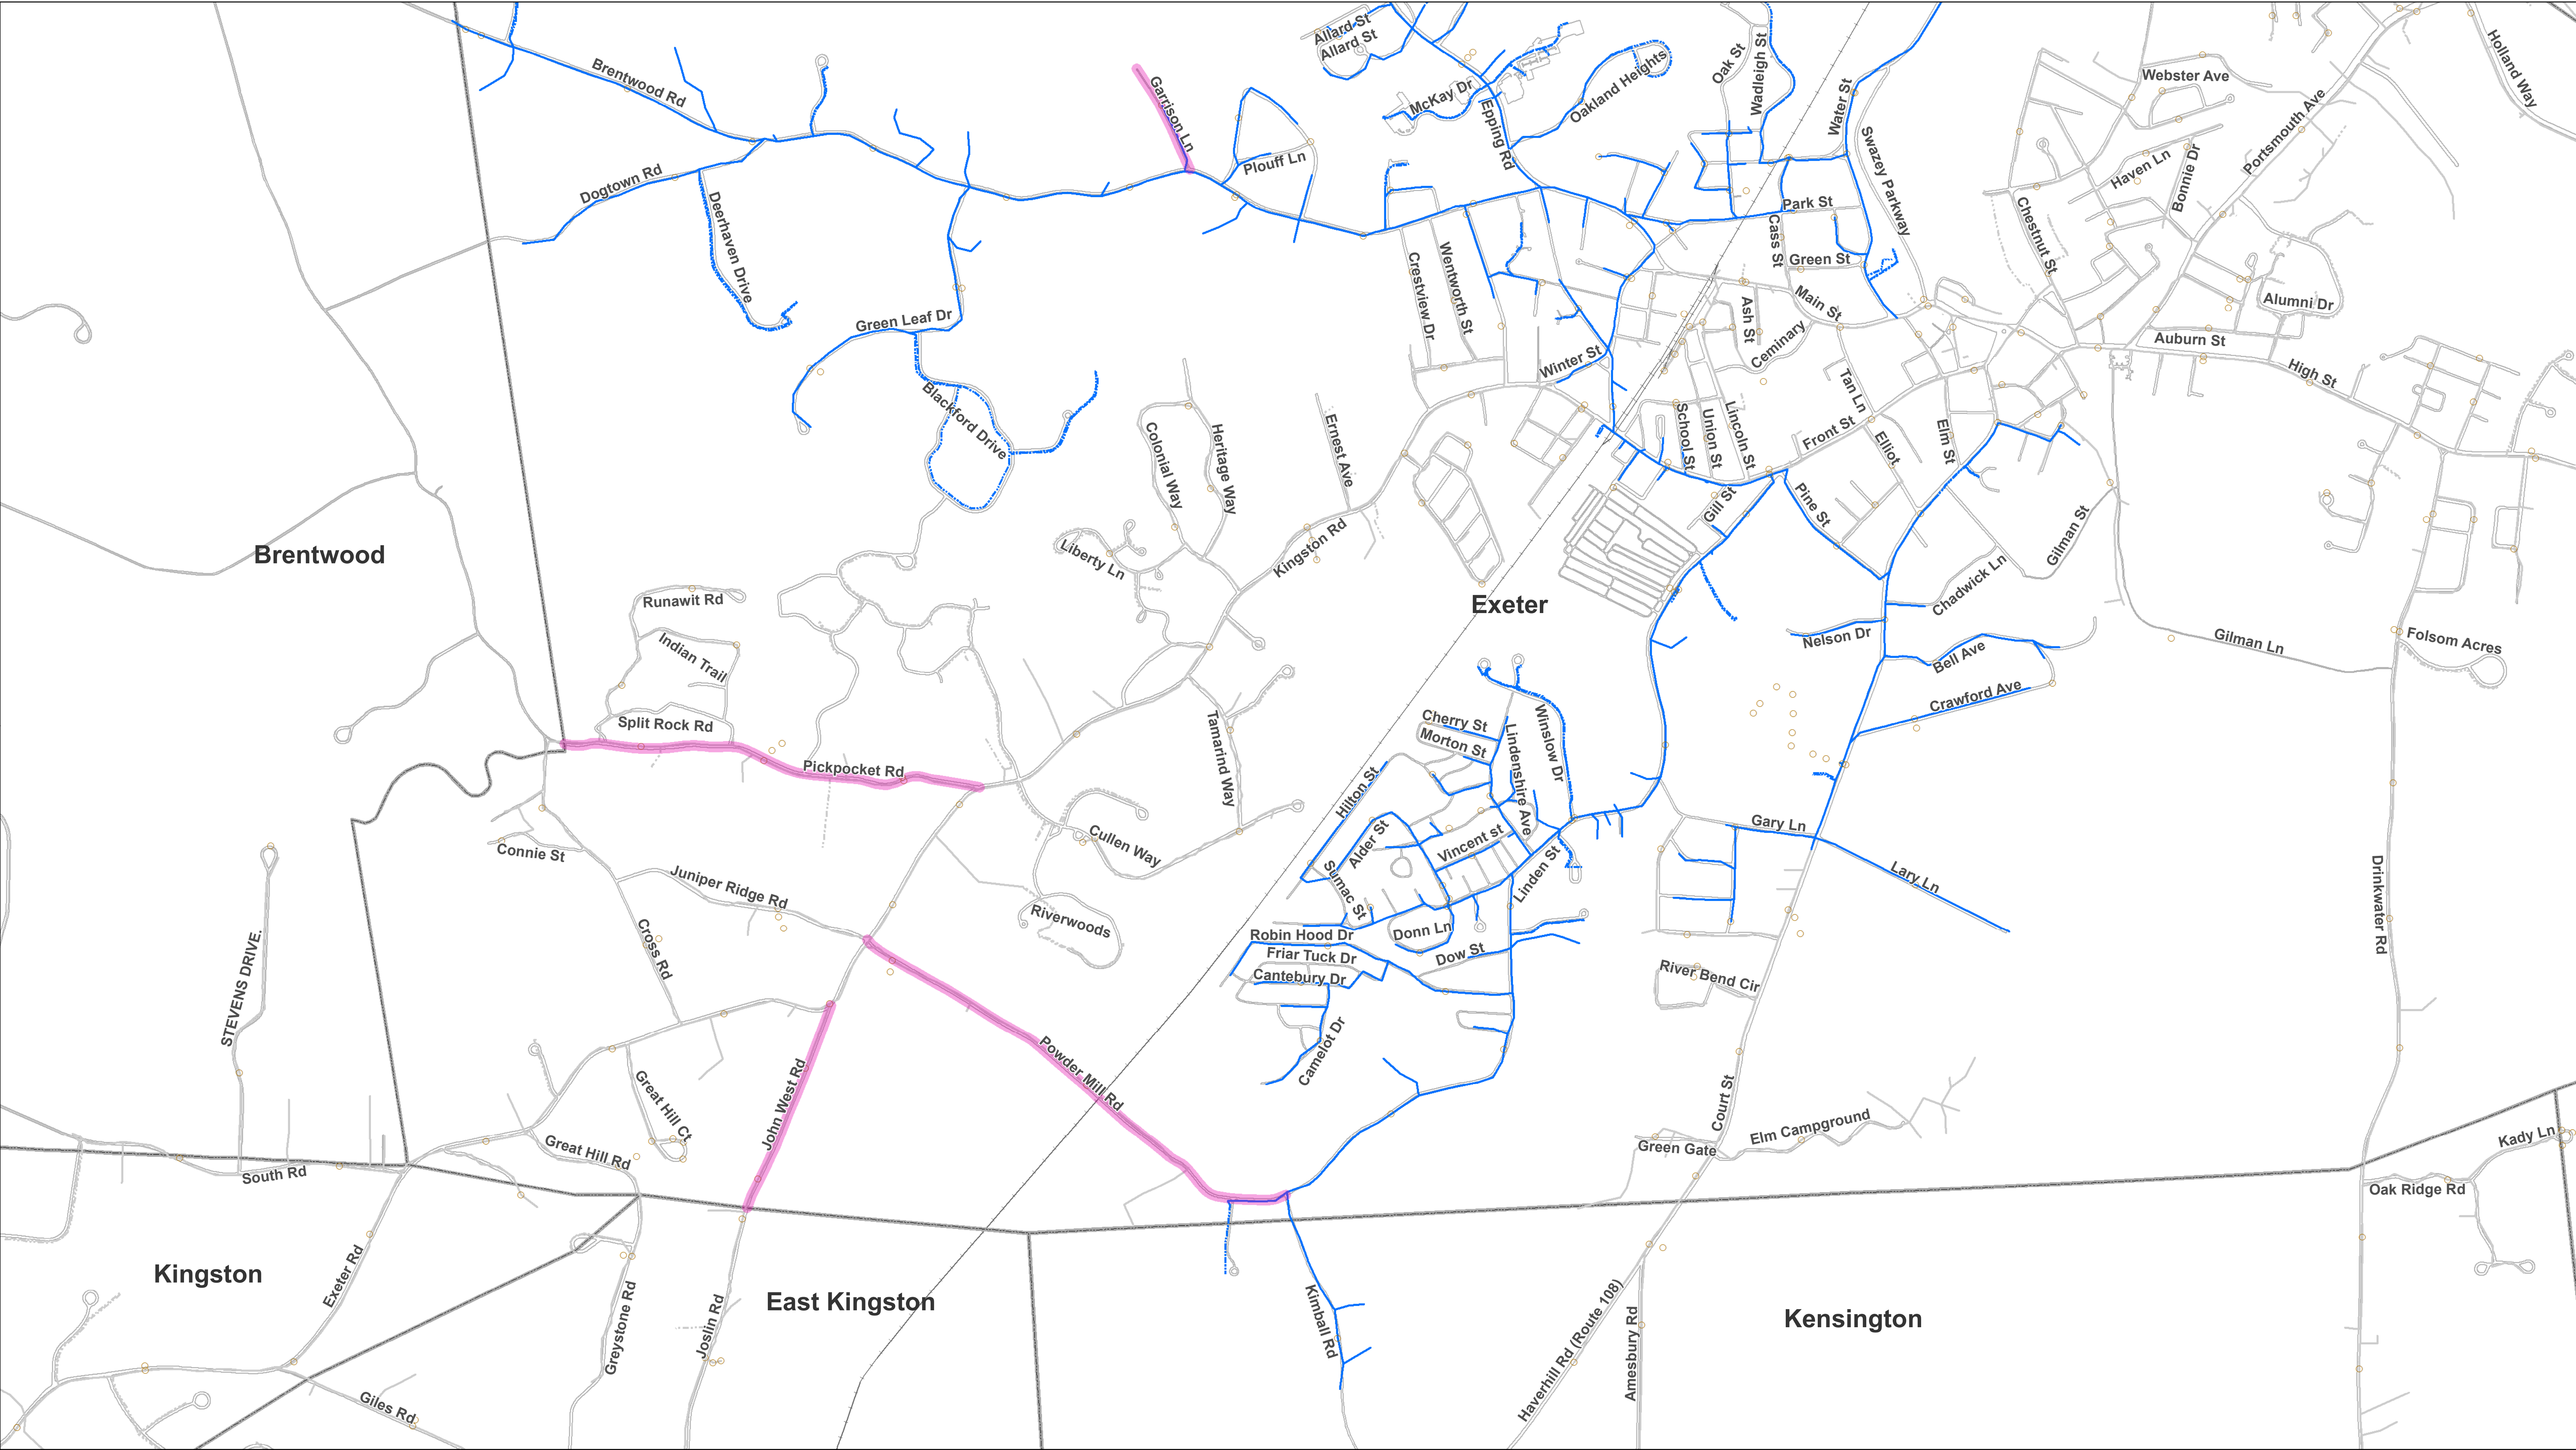 Allard St
Allard St
Holland Way
Oak St
Wadleigh St
Webster Ave
Brentwood Rd
Garrison Ln
McKay Dr
Oakland Heights
Epping Rd
Water St
Swazey Parkway
Portsmouth Ave
Plouff Ln
Haven Ln
Bonnie Dr
Dogtown Rd
Deerhaven Drive
Park St
Cass St
Chestnut St
Green St
Crestview Dr
Wentworth St
Main St
Ash St
Alumni Dr
Green Leaf Dr
Ceminary
Auburn St
Winter St
High St
Blackford Drive
Tan Ln
Colonial Way
Heritage Way
Ernest Ave
School St
Union St
Lincoln St
Front St
Elliot
Elm St
Gill St
Pine St
Gilman St
Kingston Rd
Liberty Ln
Brentwood
Exeter
Chadwick Ln
Runawit Rd
Indian Trail
Nelson Dr
Bell Ave
Gilman Ln
Folsom Acres
Crawford Ave
Split Rock Rd
Tamarind Way
Cherry St
Morton St
Lindenshire Ave
Winslow Dr
Pickpocket Rd
Hilton St
Gary Ln
Cullen Way
Connie St
Alder St
Vincent st
Sumac St
Linden St
Lary Ln
Drinkwater Rd
Juniper Ridge Rd
Riverwoods
Cross Rd
Donn Ln
Robin Hood Dr
Friar Tuck Dr
Cantebury Dr
Dow St
River Bend Cir
STEVENS DRIVE.
Camelot Dr
Powder Mill Rd
John West Rd
Great Hill Ct
Court St
Elm Campground
Green Gate
Great Hill Rd
South Rd
Kady Ln
Oak Ridge Rd
Kingston
Exeter Rd
Greystone Rd
Joslin Rd
East Kingston
Kimball Rd
Haverhill Rd (Route 108)
Amesbury Rd
Kensington
Giles Rd